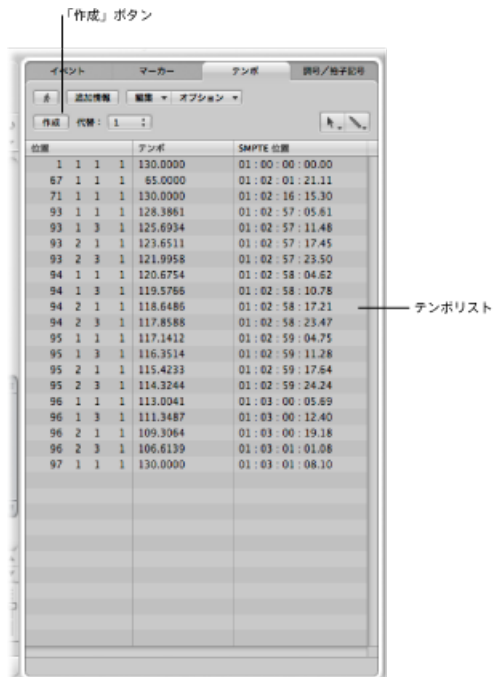 「作成」ボタン
イベント マーカー テンポ 調号／拍子記号
追加情報 編集 オプション
作成 代替： 1
位置 テンポ SMPTE 位置
1 1 1 1 130.0000 01 : 00 : 00 : 00.00
67 1 1 1 65.0000 01 : 02 : 01 : 21.11
71 1 1 1 130.0000 01 : 02 : 16 : 15.30
93 1 1 1 128.3861 01 : 02 : 57 : 05.61
93 1 3 1 125.6934 01 : 02 : 57 : 11.48
93 2 1 1 123.6511 01 : 02 : 57 : 17.45
93 2 3 1 121.9958 01 : 02 : 57 : 23.50
94 1 1 1 120.6754 01 : 02 : 58 : 04.62
94 1 3 1 119.5766 01 : 02 : 58 : 10.78
94 2 1 1 118.6486 01 : 02 : 58 : 17.21
テンポリスト
94 2 3 1 117.8588 01 : 02 : 58 : 23.47
95 1 1 1 117.1412 01 : 02 : 59 : 04.75
95 1 3 1 116.3514 01 : 02 : 59 : 11.28
95 2 1 1 115.4233 01 : 02 : 59 : 17.64
95 2 3 1 114.3244 01 : 02 : 59 : 24.24
96 1 1 1 113.0041 01 : 03 : 00 : 05.69
96 1 3 1 111.3487 01 : 03 : 00 : 12.40
96 2 1 1 109.3064 01 : 03 : 00 : 19.18
96 2 3 1 106.6139 01 : 03 : 01 : 01.08
97 1 1 1 130.0000 01 : 03 : 01 : 08.10